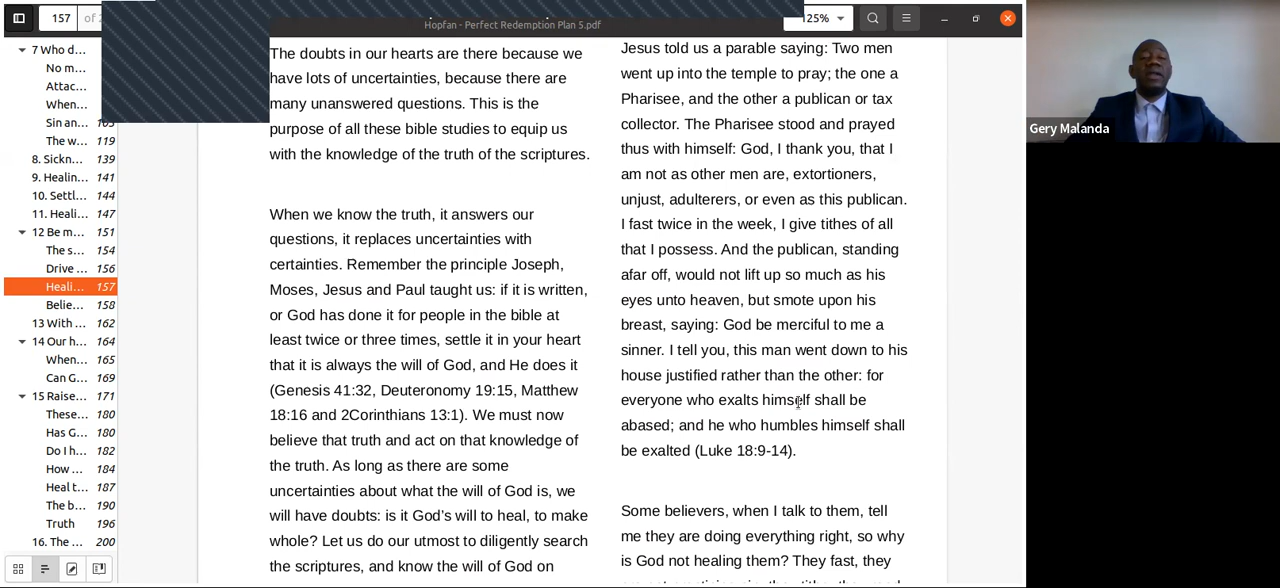 157 of 2
Hopfan - Perfect Redemption Plan 5.pdf
125%
7 Who d...
No m...
Attac...
When...
Sin an... 105
The w... 119
8. Sickn... 139
9. Healin... 141
10. Settl... 144
11. Heali... 147
12 Be m... 151
The s... 154
Drive ... 156
Heali... 157
Belie... 158
13 With ... 162
14 Our h... 164
When... 165
Can G... 169
15 Raise... 171
These... 180
Has G... 180
Do I h... 182
How ... 184
Heal t... 187
The b... 190
Truth 196
16. The ... 200
The doubts in our hearts are there because we
have lots of uncertainties, because there are
many unanswered questions. This is the
purpose of all these bible studies to equip us
with the knowledge of the truth of the scriptures.
When we know the truth, it answers our
questions, it replaces uncertainties with
certainties. Remember the principle Joseph,
Moses, Jesus and Paul taught us: if it is written,
or God has done it for people in the bible at
least twice or three times, settle it in your heart
that it is always the will of God, and He does it
(Genesis 41:32, Deuteronomy 19:15, Matthew
18:16 and 2Corinthians 13:1). We must now
believe that truth and act on that knowledge of
the truth. As long as there are some
uncertainties about what the will of God is, we
will have doubts: is it God's will to heal, to make
whole? Let us do our utmost to diligently search
the scriptures, and know the will of God on
Jesus told us a parable saying: Two men
went up into the temple to pray; the one a
Pharisee, and the other a publican or tax
collector. The Pharisee stood and prayed
thus with himself: God, I thank you, that I
am not as other men are, extortioners,
unjust, adulterers, or even as this publican.
I fast twice in the week, I give tithes of all
that I possess. And the publican, standing
afar off, would not lift up so much as his
eyes unto heaven, but smote upon his
breast, saying: God be merciful to me a
sinner. I tell you, this man went down to his
house justified rather than the other: for
everyone who exalts himself shall be
abased; and he who humbles himself shall
be exalted (Luke 18:9-14).
Some believers, when I talk to them, tell
me they are doing everything right, so why
is God not healing them? They fast, they
Gery Malanda